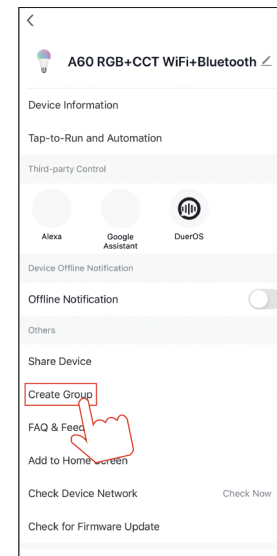 A60 RGB+CCT WiFi+Bluetooth
Device Information
Tap-to-Run and Automation
Third-party Control
Alexa
Google
Assistant
DuerOS
Device Offline Notification
Offline Notification
Others
Share Device
Create Group
FAQ & Feed
Add to Home Screen
Check Device Network Check Now
Check for Firmware Update